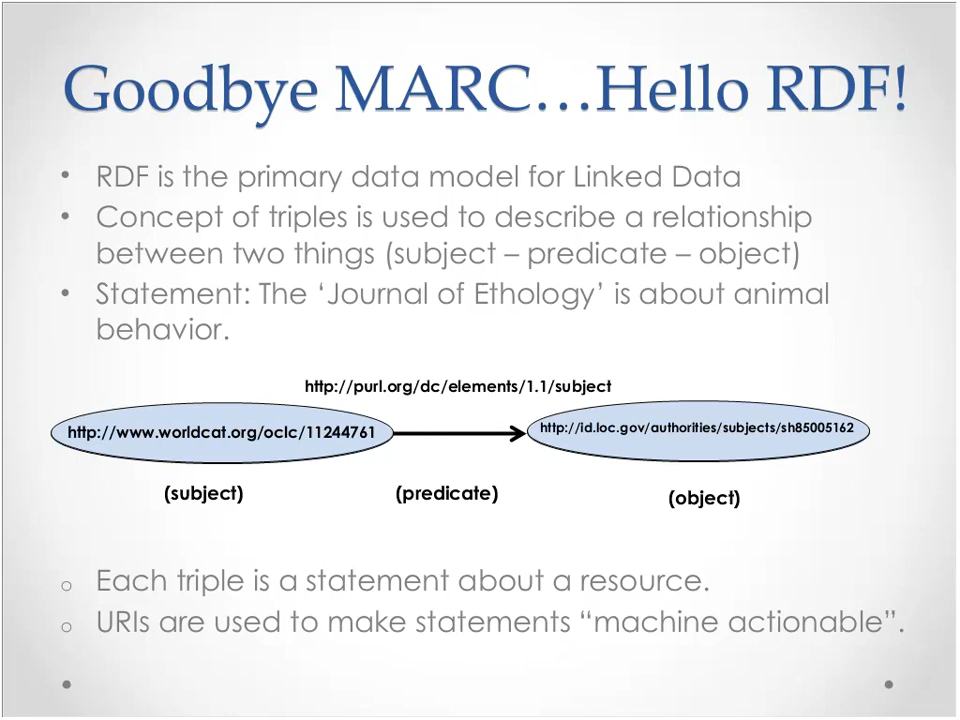 Goodbye MARC…Hello RDF!
• RDF is the primary data model for Linked Data
• Concept of triples is used to describe a relationship
between two things (subject – predicate – object)
• Statement: The ‘Journal of Ethology’ is about animal
behavior.
http://purl.org/dc/elements/1.1/subject
http://www.worldcat.org/oclc/11244761
http://id.loc.gov/authorities/subjects/sh85005162
(subject)
(predicate)
(object)
o Each triple is a statement about a resource.
o URIs are used to make statements “machine actionable”.